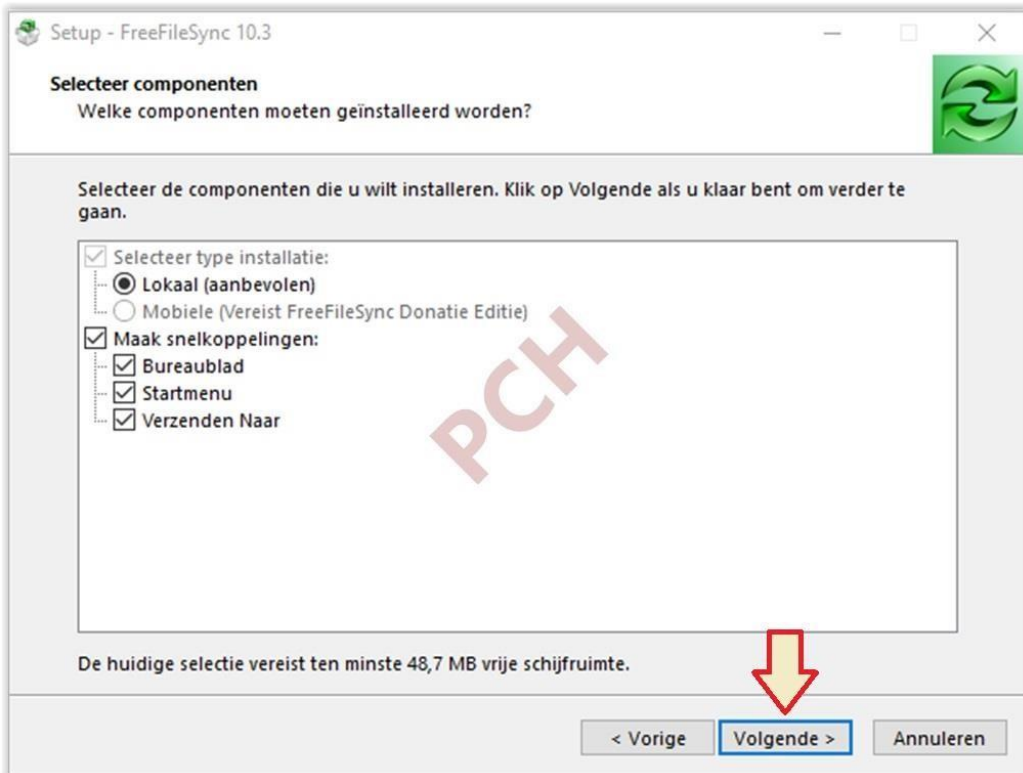 Setup - FreeFileSync 10.3
Selecteer componenten
Welke componenten moeten geïnstalleerd worden?
Selecteer de componenten die u wilt installeren. Klik op Volgende als u klaar bent om verder te
gaan.
Selecteer type installatie:
Lokaal (aanbevolen)
Mobiele (Vereist FreeFileSync Donatie Editie)
Maak snelkoppelingen:
Bureaublad
Startmenu
Verzenden Naar
PCH
De huidige selectie vereist ten minste 48,7 MB vrije schijfruimte.
< Vorige Volgende > Annuleren